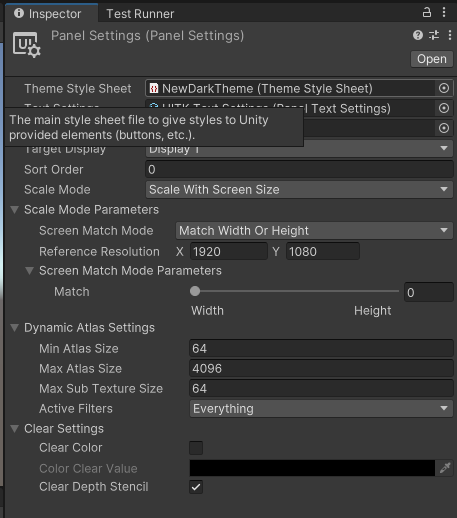 Inspector
Test Runner
UI
Panel Settings (Panel Settings)
Open
Theme Style Sheet NewDarkTheme (Theme Style Sheet)
Text Settings UITK Text Settings (Panel Text Settings)
The main style sheet file to give styles to Unity
provided elements (buttons, etc.).
Target Display Display 1
Sort Order 0
Scale Mode Scale With Screen Size
Scale Mode Parameters
Screen Match Mode Match Width Or Height
Reference Resolution X 1920 Y 1080
Screen Match Mode Parameters
Match 0
Width Height
Dynamic Atlas Settings
Min Atlas Size 64
Max Atlas Size 4096
Max Sub Texture Size 64
Active Filters Everything
Clear Settings
Clear Color
Color Clear Value
Clear Depth Stencil